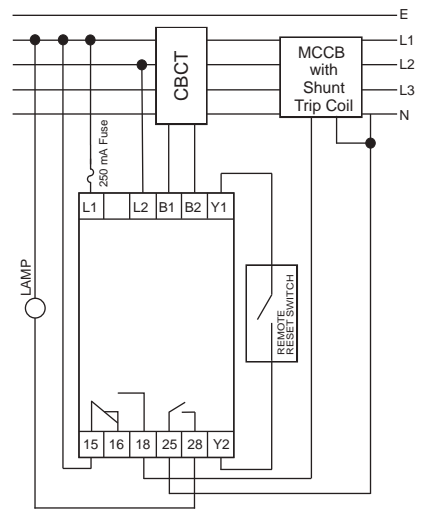 E
L1
L2
L3
N
CBCT
MCCB
with
Shunt
Trip Coil
250 mA Fuse
L1 L2 B1 B2 Y1
LAMP
REMOTE
RESET SWITCH
15 16 18 25 28 Y2